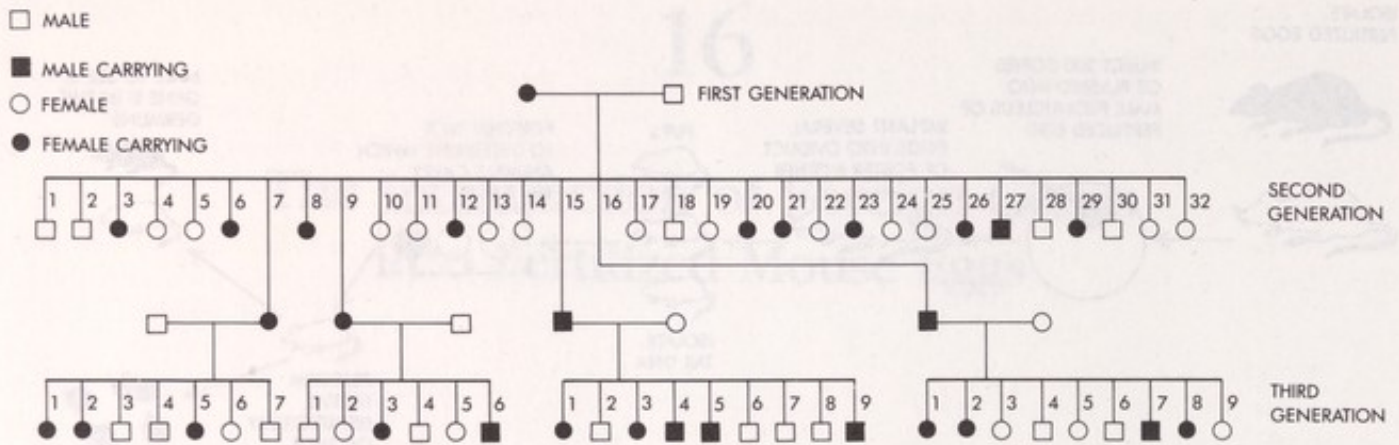 MALE
MALE CARRYING
FEMALE
FEMALE CARRYING
FIRST GENERATION
1 2 3 4 5 6 7 8 9 10 11 12 13 14 15 16 17 18 19 20 21 22 23 24 25 26 27 28 29 30 31 32
SECOND
GENERATION
1 2 3 4 5 6 7 1 2 3 4 5 6 1 2 3 4 5 6 7 8 9 1 2 3 4 5 6 7 8 9
THIRD
GENERATION